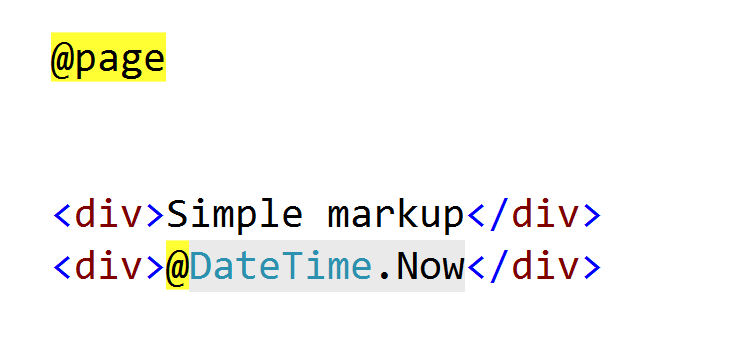 @page
<div>Simple markup</div>
<div>@DateTime.Now</div>